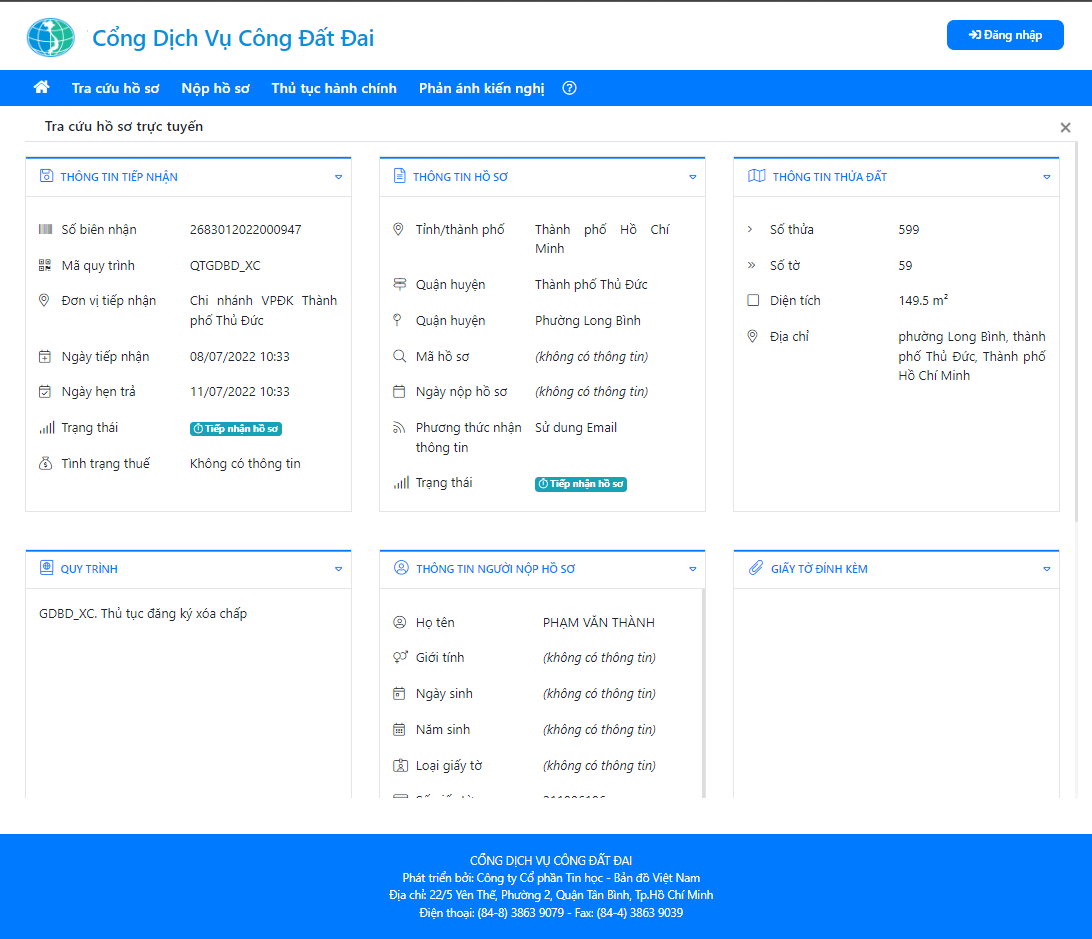 Cổng Dịch Vụ Công Đất Đai
Đăng nhập
Tra cứu hồ sơ Nộp hồ sơ Thủ tục hành chính Phản ánh kiến nghị
Tra cứu hồ sơ trực tuyến
THÔNG TIN TIẾP NHẬN
Số biên nhận 2683012022000947
Mã quy trình QTGDBD_XC
Đơn vị tiếp nhận Chi nhánh VPĐK Thành
phố Thủ Đức
Ngày tiếp nhận 08/07/2022 10:33
Ngày hẹn trả 11/07/2022 10:33
Trạng thái Tiếp nhận hồ sơ
Tình trạng thuế Không có thông tin
THÔNG TIN HỒ SƠ
Tỉnh/thành phố Thành phố Hồ Chí
Minh
Quận huyện Thành phố Thủ Đức
Quận huyện Phường Long Bình
Mã hồ sơ (không có thông tin)
Ngày nộp hồ sơ (không có thông tin)
Phương thức nhận Sử dung Email
thông tin
Trạng thái Tiếp nhận hồ sơ
THÔNG TIN THỬA ĐẤT
Số thửa 599
Số tờ 59
Diện tích 149.5 m²
Địa chỉ phường Long Bình, thành
phố Thủ Đức, Thành phố
Hồ Chí Minh
QUY TRÌNH
GDBD_XC. Thủ tục đăng ký xóa chấp
THÔNG TIN NGƯỜI NỘP HỒ SƠ
Họ tên PHẠM VĂN THÀNH
Giới tính (không có thông tin)
Ngày sinh (không có thông tin)
Năm sinh (không có thông tin)
Loại giấy tờ (không có thông tin)
GIẤY TỜ ĐÍNH KÈM
CỔNG DỊCH VỤ CÔNG ĐẤT ĐAI
Phát triển bởi: Công ty Cổ phần Tin học - Bản đồ Việt Nam
Địa chỉ: 22/5 Yên Thế, Phường 2, Quận Tân Bình, Tp.Hồ Chí Minh
Điện thoại: (84-8) 3863 9079 - Fax: (84-4) 3863 9039